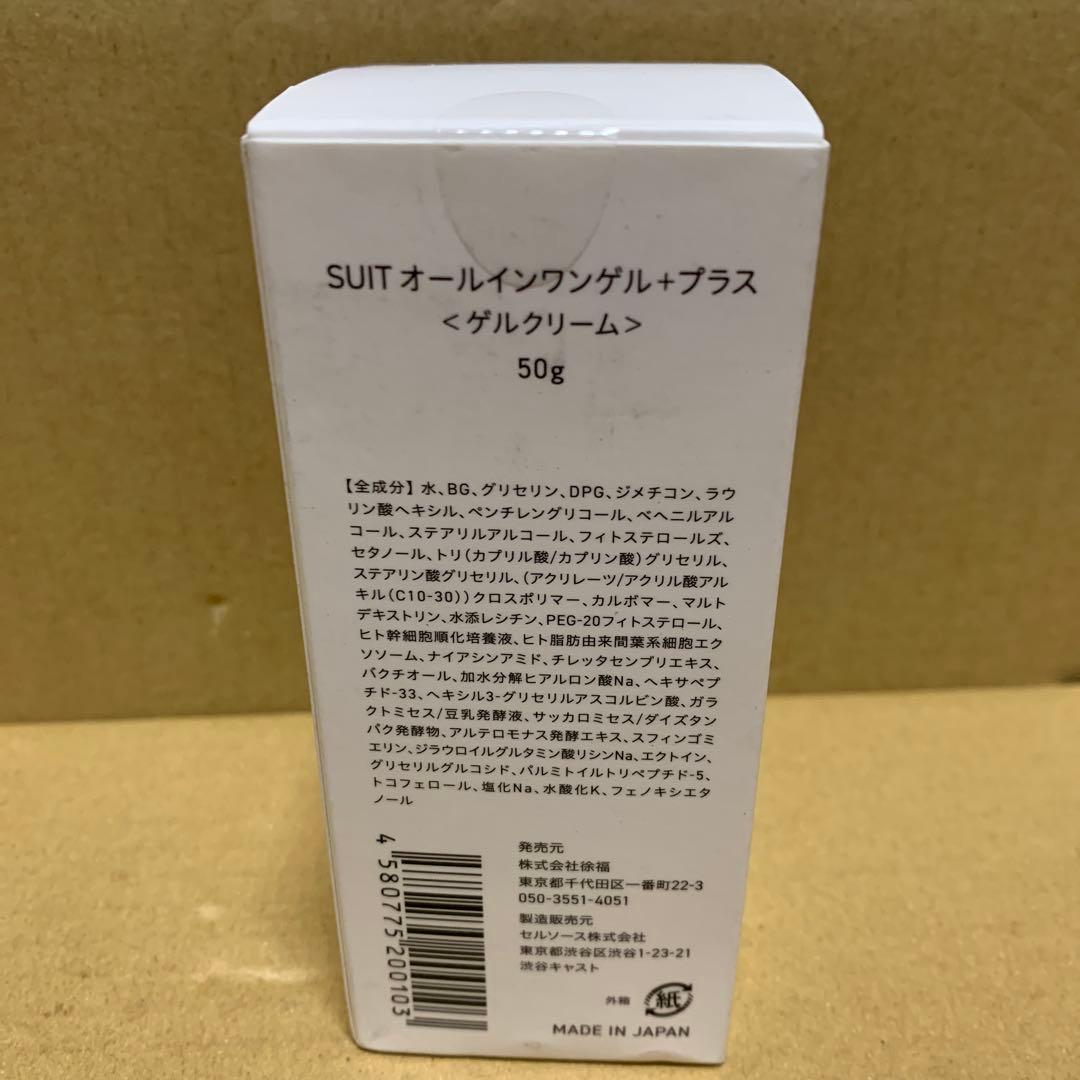 SUIT オールインワンゲル+プラス
<ゲルクリーム>
50g
【全成分】水、BG、グリセリン、DPG、ジメチコン、ラウ
リン酸ヘキシル、ペンチレングリコール、ベヘニルアル
コール、ステアリルアルコール、フィトステロールズ、
セタノール、トリ(カプリル酸/カプリン酸)グリセリル、
ステアリン酸グリセリル、(アクリレーツ/アクリル酸アル
キル(C10-30))クロスポリマー、カルボマー、マルト
デキストリン、水添レシチン、PEG-20フィトステロール、
ヒト幹細胞順化培養液、ヒト脂肪由来間葉系細胞エク
ソソーム、ナイアシンアミド、チレッタセンブリエキス、
バクチオール、加水分解ヒアルロン酸Na、ヘキサペプ
チド-33、ヘキシル3-グリセリルアスコルビン酸、ガラ
クトミセス/豆乳発酵液、サッカロミセス/ダイズタン
パク発酵物、アルテロモナス発酵エキス、スフィンゴミ
エリン、ジラウロイルグルタミン酸リシンNa、エクトイン、
グリセリルグルコシド、パルミトイルトリペプチド-5、
トコフェロール、塩化Na、水酸化K、フェノキシエタ
ノール
4 580775 200103
発売元
株式会社徐福
東京都千代田区一番町22-3
050-3551-4051
製造販売元
セルソース株式会社
東京都渋谷区渋谷1-23-21
渋谷キャスト
外箱 紙
MADE IN JAPAN